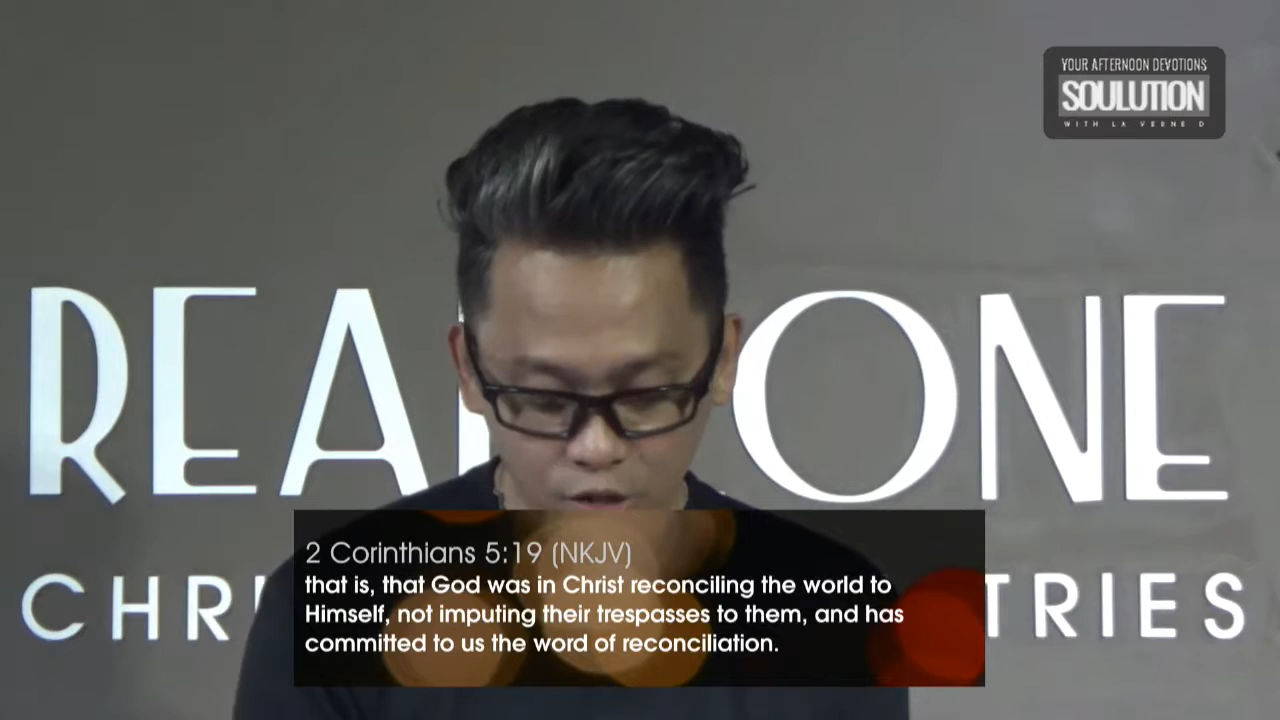 YOUR AFTERNOON DEVOTIONS
SOULUTION
WITH LA VERNE D
REA ONE
CHRI TRIES
2 Corinthians 5:19 (NKJV)
that is, that God was in Christ reconciling the world to
Himself, not imputing their trespasses to them, and has
committed to us the word of reconciliation.